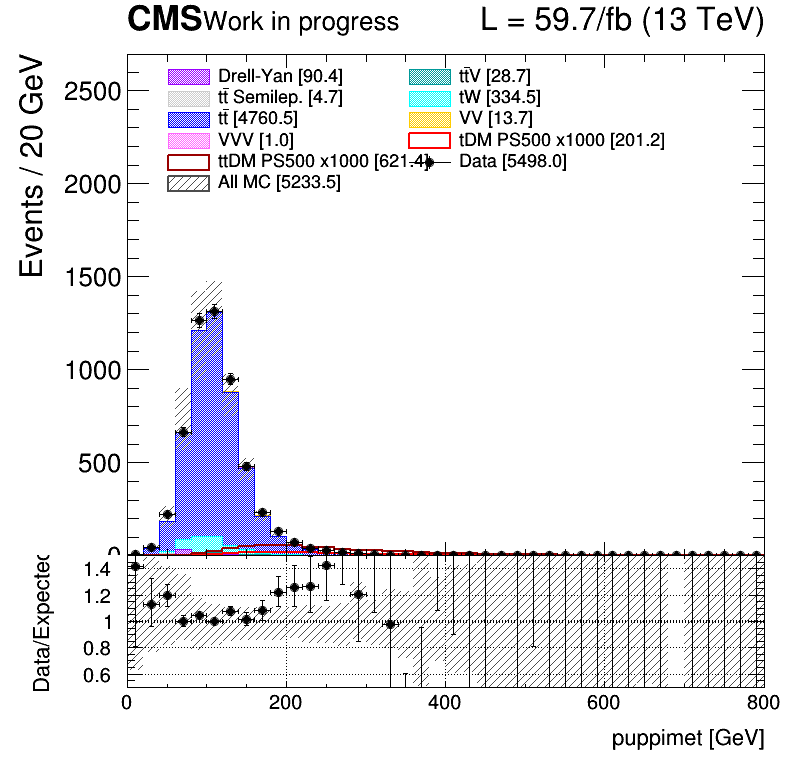 CMS Work in progress L = 59.7/fb (13 TeV)
Events / 20 GeV
2500
2000
1500
1000
500
0
Drell-Yan [90.4] tt̄V [28.7]
tt̄ Semilep. [4.7] tW [334.5]
tt̄ [4760.5] VV [13.7]
VVV [1.0] tDM PS500 x1000 [201.2]
ttDM PS500 x1000 [621.4] Data [5498.0]
All MC [5233.5]
Data/Expected
1.4
1.2
1
0.8
0.6
0 200 400 600 800
puppimet [GeV]